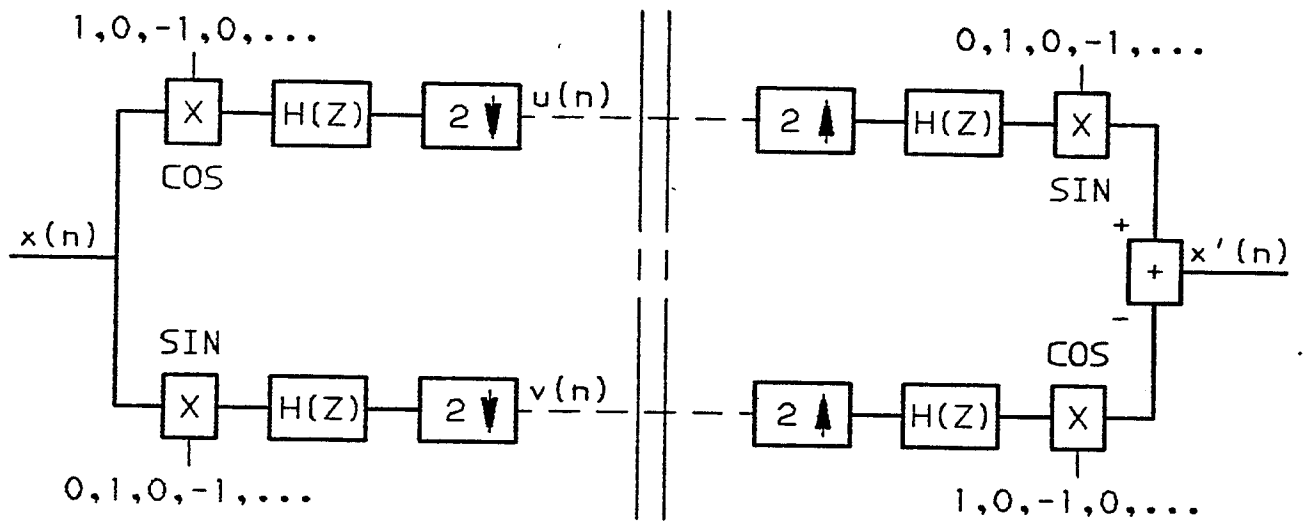 1,0,-1,0,...
0,1,0,-1,...
X
H(Z)
2
u(n)
2
H(Z)
X
COS
SIN
+
x(n)
+
x'(n)
-
SIN
COS
X
H(Z)
2
v(n)
2
H(Z)
X
0,1,0,-1,...
1,0,-1,0,...